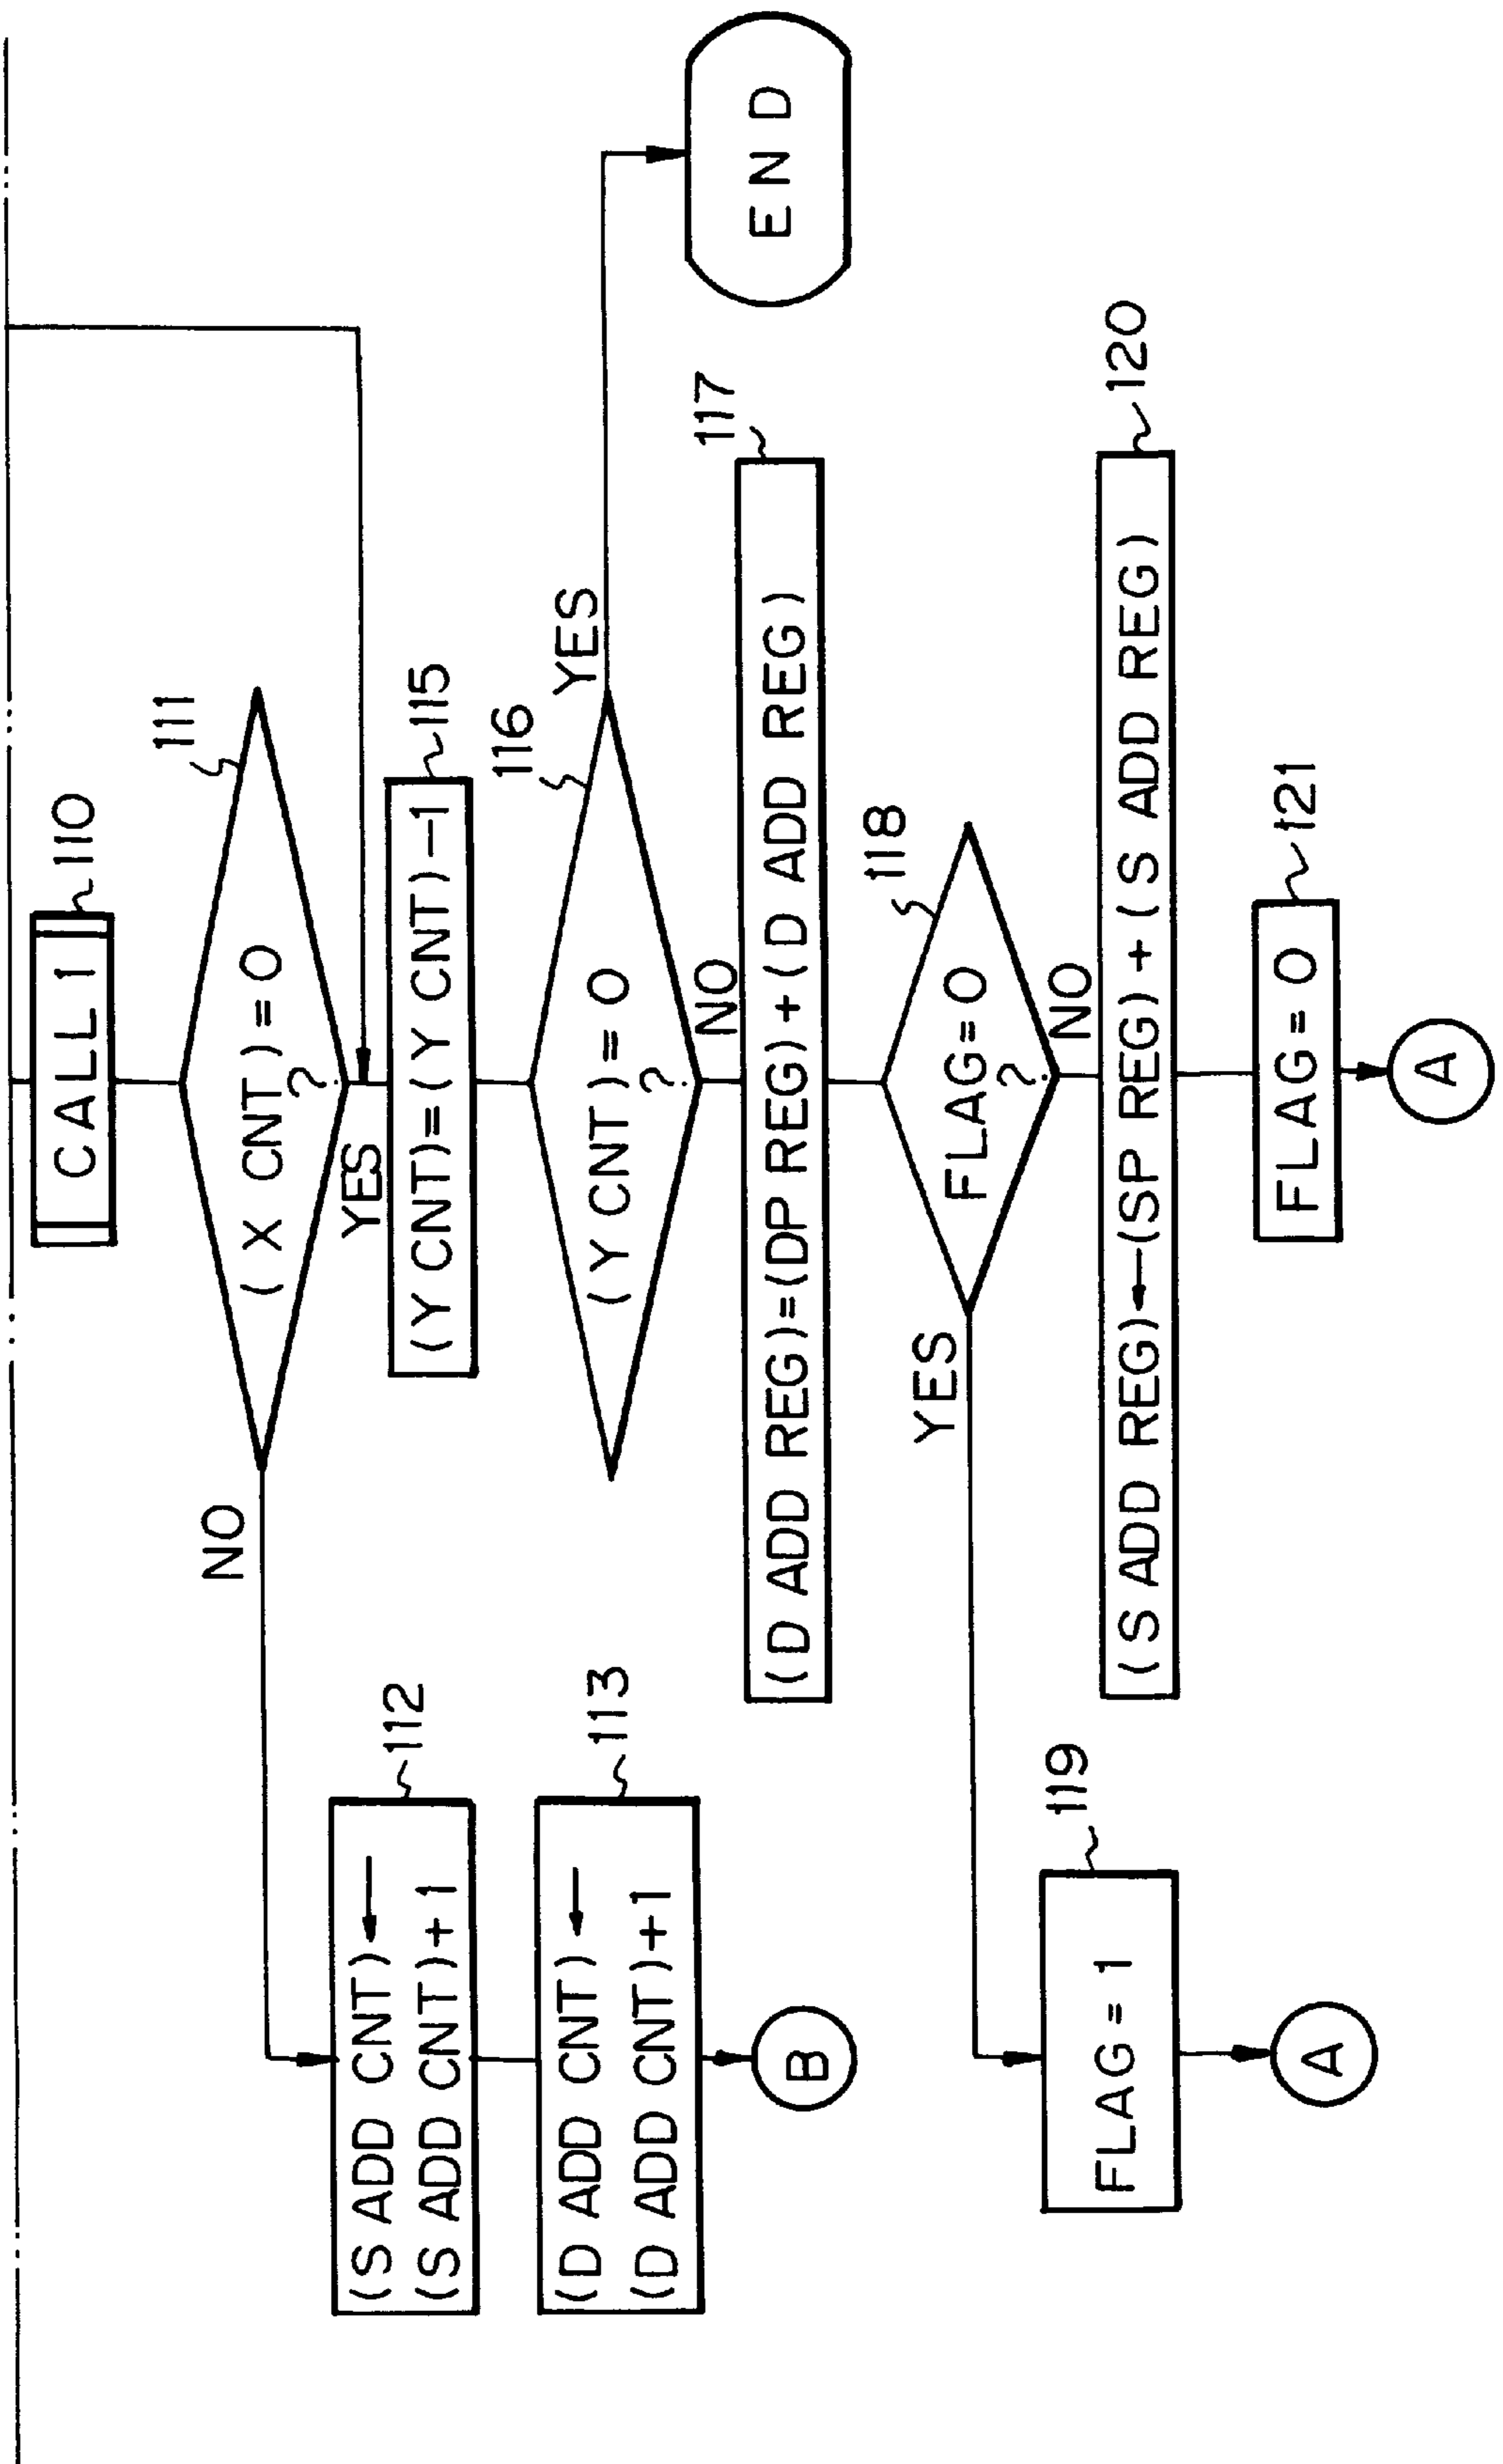 CALL 1
110
111
( X CNT ) = 0
?
NO
YES
(S ADD CNT)←
(S ADD CNT)+1
112
(Y CNT)=(Y CNT)-1
115
116
(D ADD CNT)←
(D ADD CNT)+1
113
( Y CNT ) = 0
?
YES
NO
END
B
(D ADD REG)=(DP REG)+(D ADD REG)
117
118
FLAG=0
?
YES
NO
FLAG = 1
119
(S ADD REG)←(SP REG)+(S ADD REG)
120
FLAG = 0
121
A
A